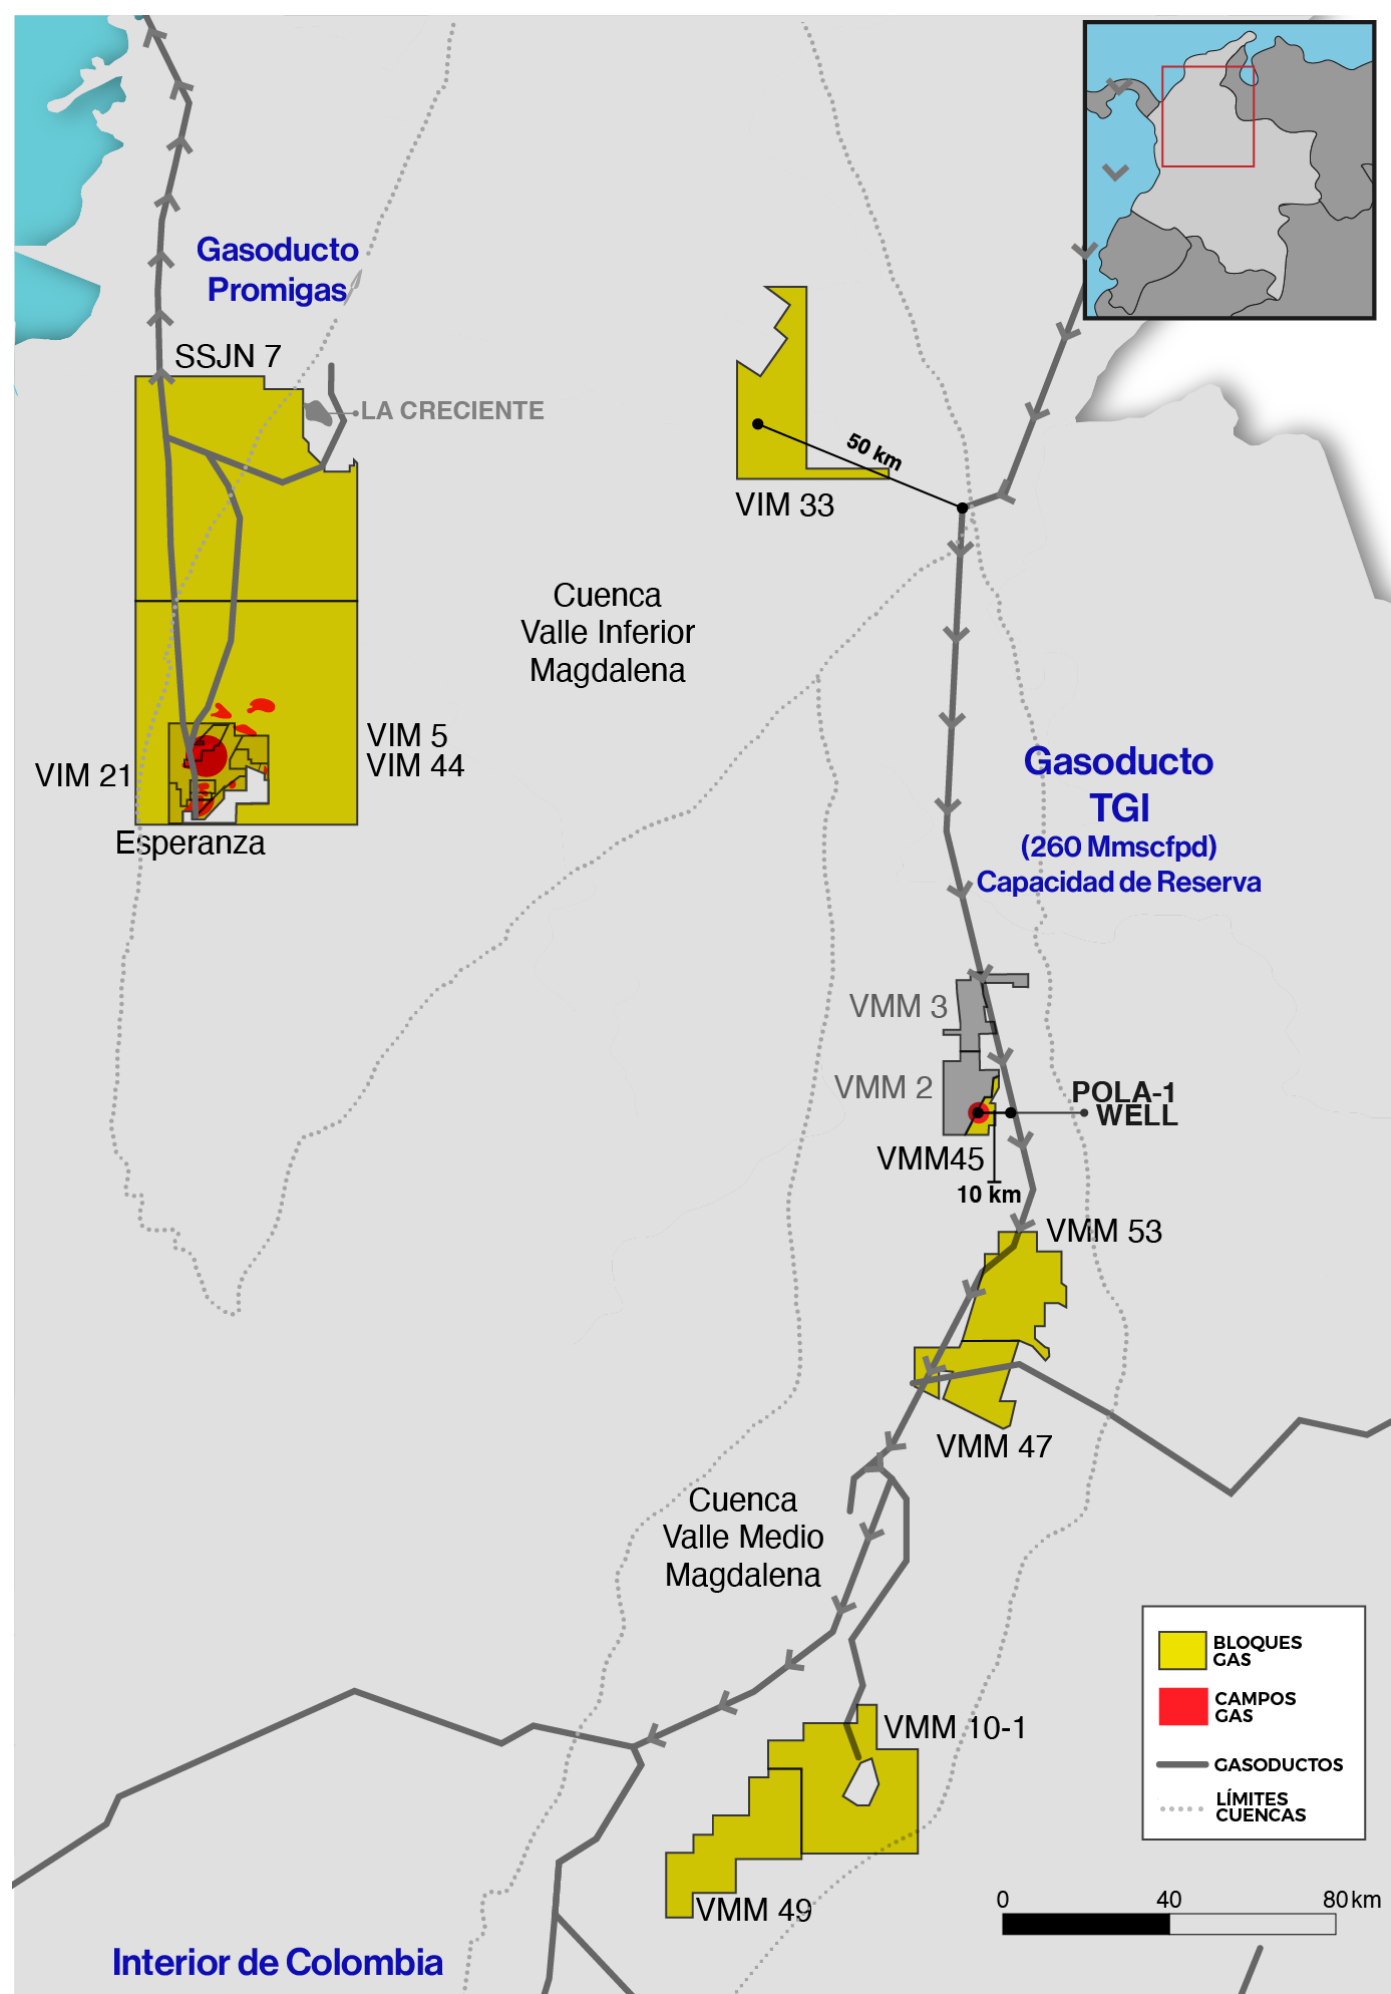 Gasoducto
Promigas
SSJN 7
LA CRECIENTE
50 km
VIM 33
Cuenca
Valle Inferior
Magdalena
VIM 5
VIM 44
VIM 21
Esperanza
Gasoducto
TGI
(260 Mmscfpd)
Capacidad de Reserva
VMM 3
VMM 2
POLA-1
WELL
VMM45
10 km
VMM 53
VMM 47
Cuenca
Valle Medio
Magdalena
VMM 10-1
VMM 49
BLOQUES
GAS
CAMPOS
GAS
GASODUCTOS
LÍMITES
CUENCAS
0 40 80 km
Interior de Colombia